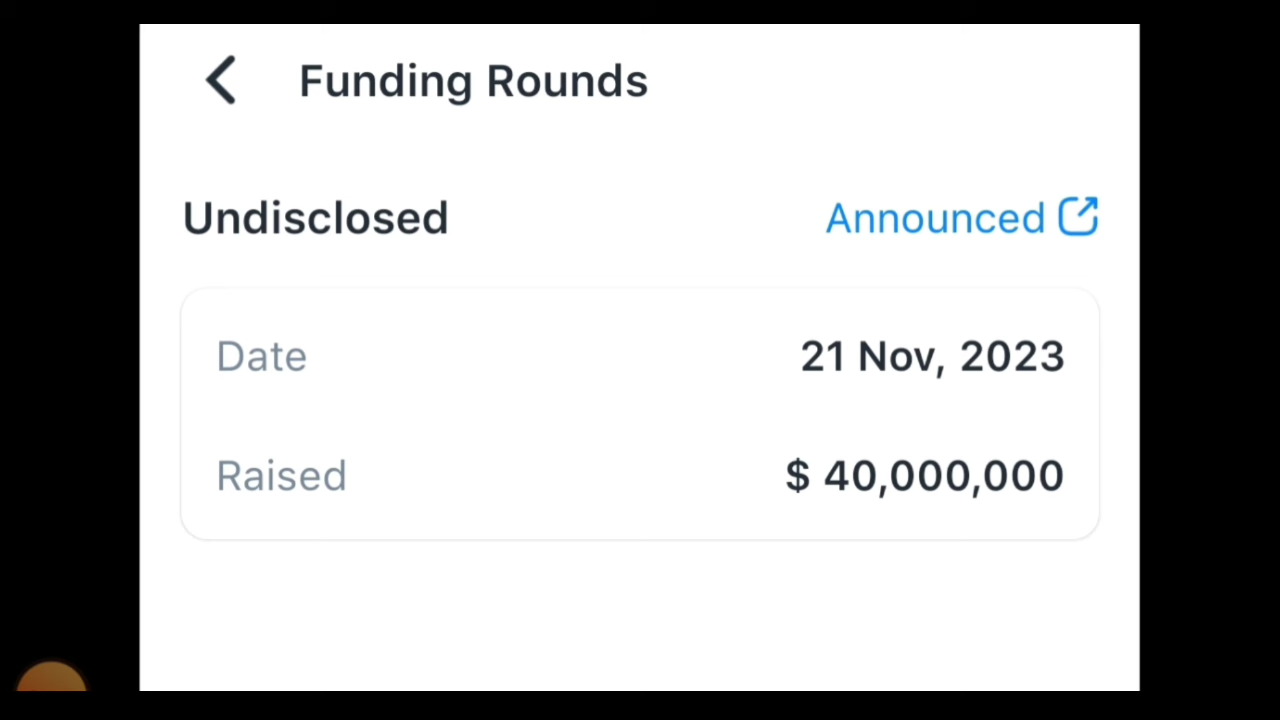 Funding Rounds
Undisclosed Announced
Date 21 Nov, 2023
Raised $ 40,000,000